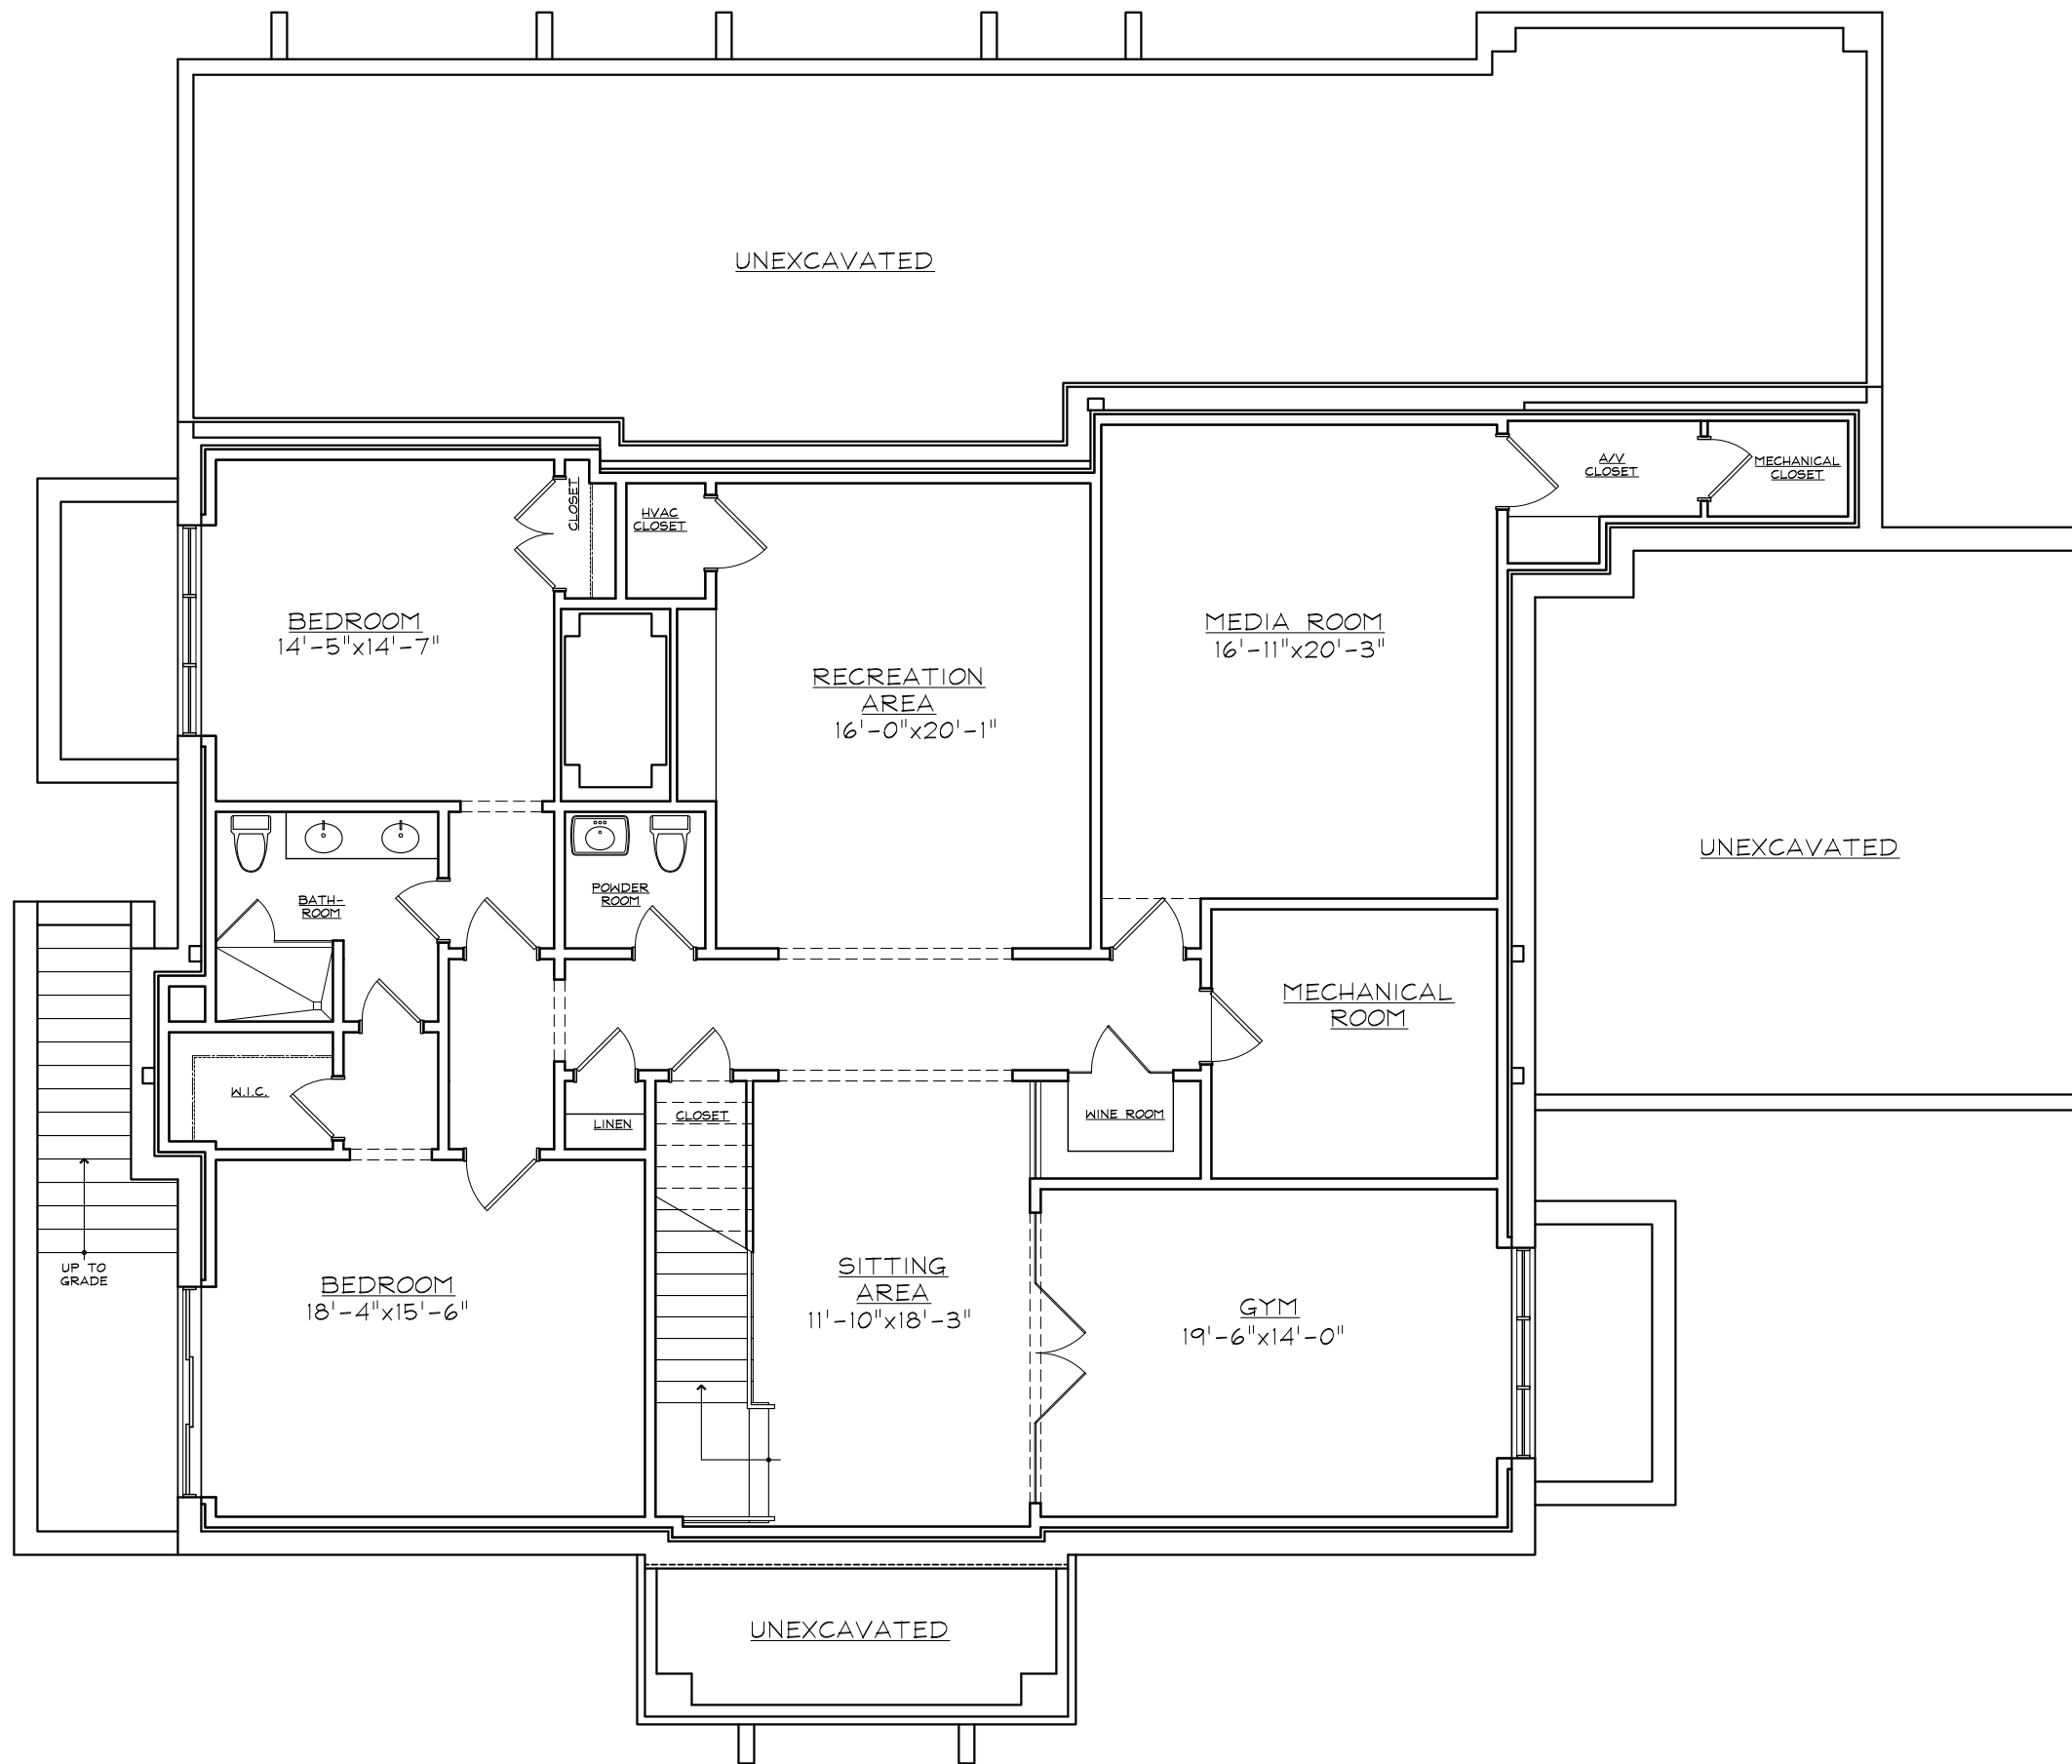 UNEXCAVATED
CLOSET
HVAC
CLOSET
A/V
CLOSET
MECHANICAL
CLOSET
BEDROOM
14'-5"x14'-7"
RECREATION
AREA
16'-0"x20'-1"
MEDIA ROOM
16'-11"x20'-3"
UNEXCAVATED
BATH-
ROOM
POWDER
ROOM
MECHANICAL
ROOM
W.I.C.
LINEN
CLOSET
WINE ROOM
UP TO
GRADE
BEDROOM
18'-4"x15'-6"
SITTING
AREA
11'-10"x18'-3"
GYM
19'-6"x14'-0"
UNEXCAVATED